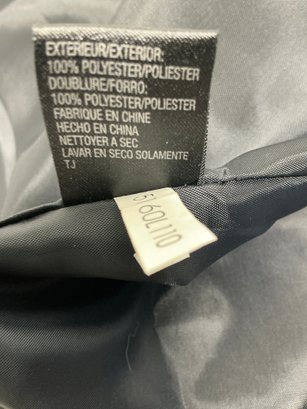 EXTÉRIEUR/EXTERIOR:
100% POLYESTER/POLIESTER
DOUBLURE/FORRO:
100% POLYESTER/POLIESTER
FABRIQUE EN CHINE
HECHO EN CHINA
NETTOYER A SEC
LAVAR EN SECO SOLAMENTE
TJ